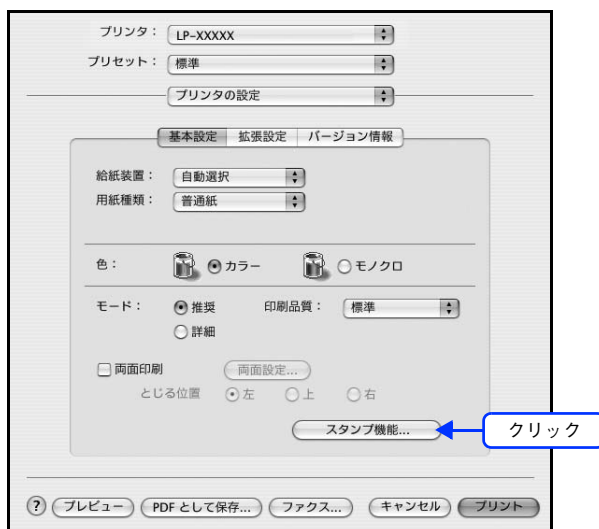 プリンタ： LP-XXXXX
プリセット： 標準
プリンタの設定
基本設定 拡張設定 バージョン情報
給紙装置： 自動選択
用紙種類： 普通紙
色： カラー モノクロ
モード： 推奨 印刷品質： 標準
詳細
両面印刷 両面設定...
とじる位置 左 上 右
スタンプ機能... クリック
? プレビュー PDF として保存... ファクス... キャンセル プリント